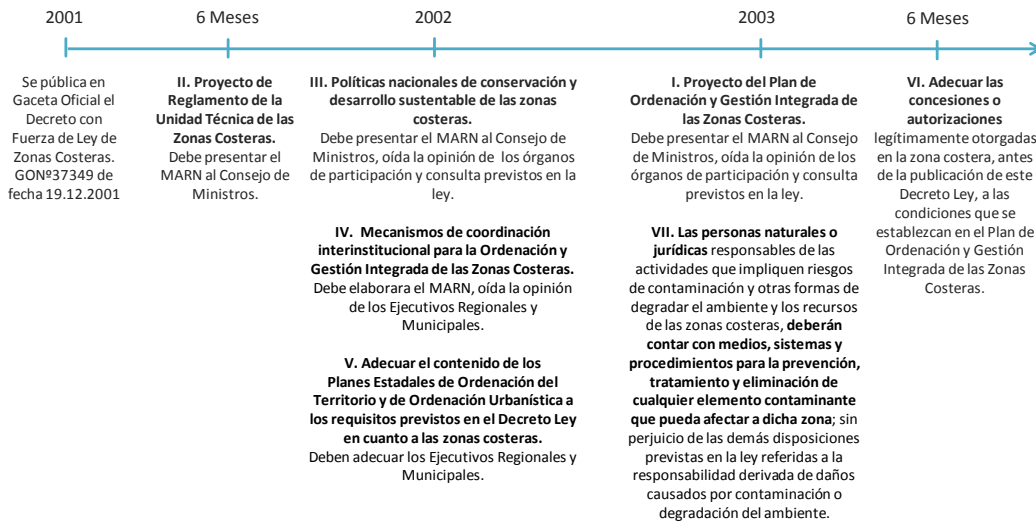 2001
6 Meses
2002
2003
6 Meses
Se pública en
Gaceta Oficial el
Decreto con
Fuerza de Ley de
Zonas Costeras.
GONº37349 de
fecha 19.12.2001
II. Proyecto de
Reglamento de la
Unidad Técnica de las
Zonas Costeras.
Debe presentar el
MARN al Consejo de
Ministros.
III. Políticas nacionales de conservación y
desarrollo sustentable de las zonas
costeras.
Debe presentar el MARN al Consejo de
Ministros, oída la opinión de los órganos
de participación y consulta previstos en la
ley.
IV. Mecanismos de coordinación
interinstitucional para la Ordenación y
Gestión Integrada de las Zonas Costeras.
Debe elaborara el MARN, oída la opinión
de los Ejecutivos Regionales y
Municipales.
V. Adecuar el contenido de los
Planes Estadales de Ordenación del
Territorio y de Ordenación Urbanística a
los requisitos previstos en el Decreto Ley
en cuanto a las zonas costeras.
Deben adecuar los Ejecutivos Regionales y
Municipales.
I. Proyecto del Plan de
Ordenación y Gestión Integrada de
las Zonas Costeras.
Debe presentar el MARN al Consejo
de Ministros, oída la opinión de los
órganos de participación y consulta
previstos en la ley.
VII. Las personas naturales o
jurídicas responsables de las
actividades que impliquen riesgos
de contaminación y otras formas de
degradar el ambiente y los recursos
de las zonas costeras, deberán
contar con medios, sistemas y
procedimientos para la prevención,
tratamiento y eliminación de
cualquier elemento contaminante
que pueda afectar a dicha zona; sin
perjuicio de las demás disposiciones
previstas en la ley referidas a la
responsabilidad derivada de daños
causados por contaminación o
degradación del ambiente.
VI. Adecuar las
concesiones o
autorizaciones
legítimamente otorgadas
en la zona costera, antes
de la publicación de este
Decreto Ley, a las
condiciones que se
establezcan en el Plan de
Ordenación y Gestión
Integrada de las Zonas
Costeras.